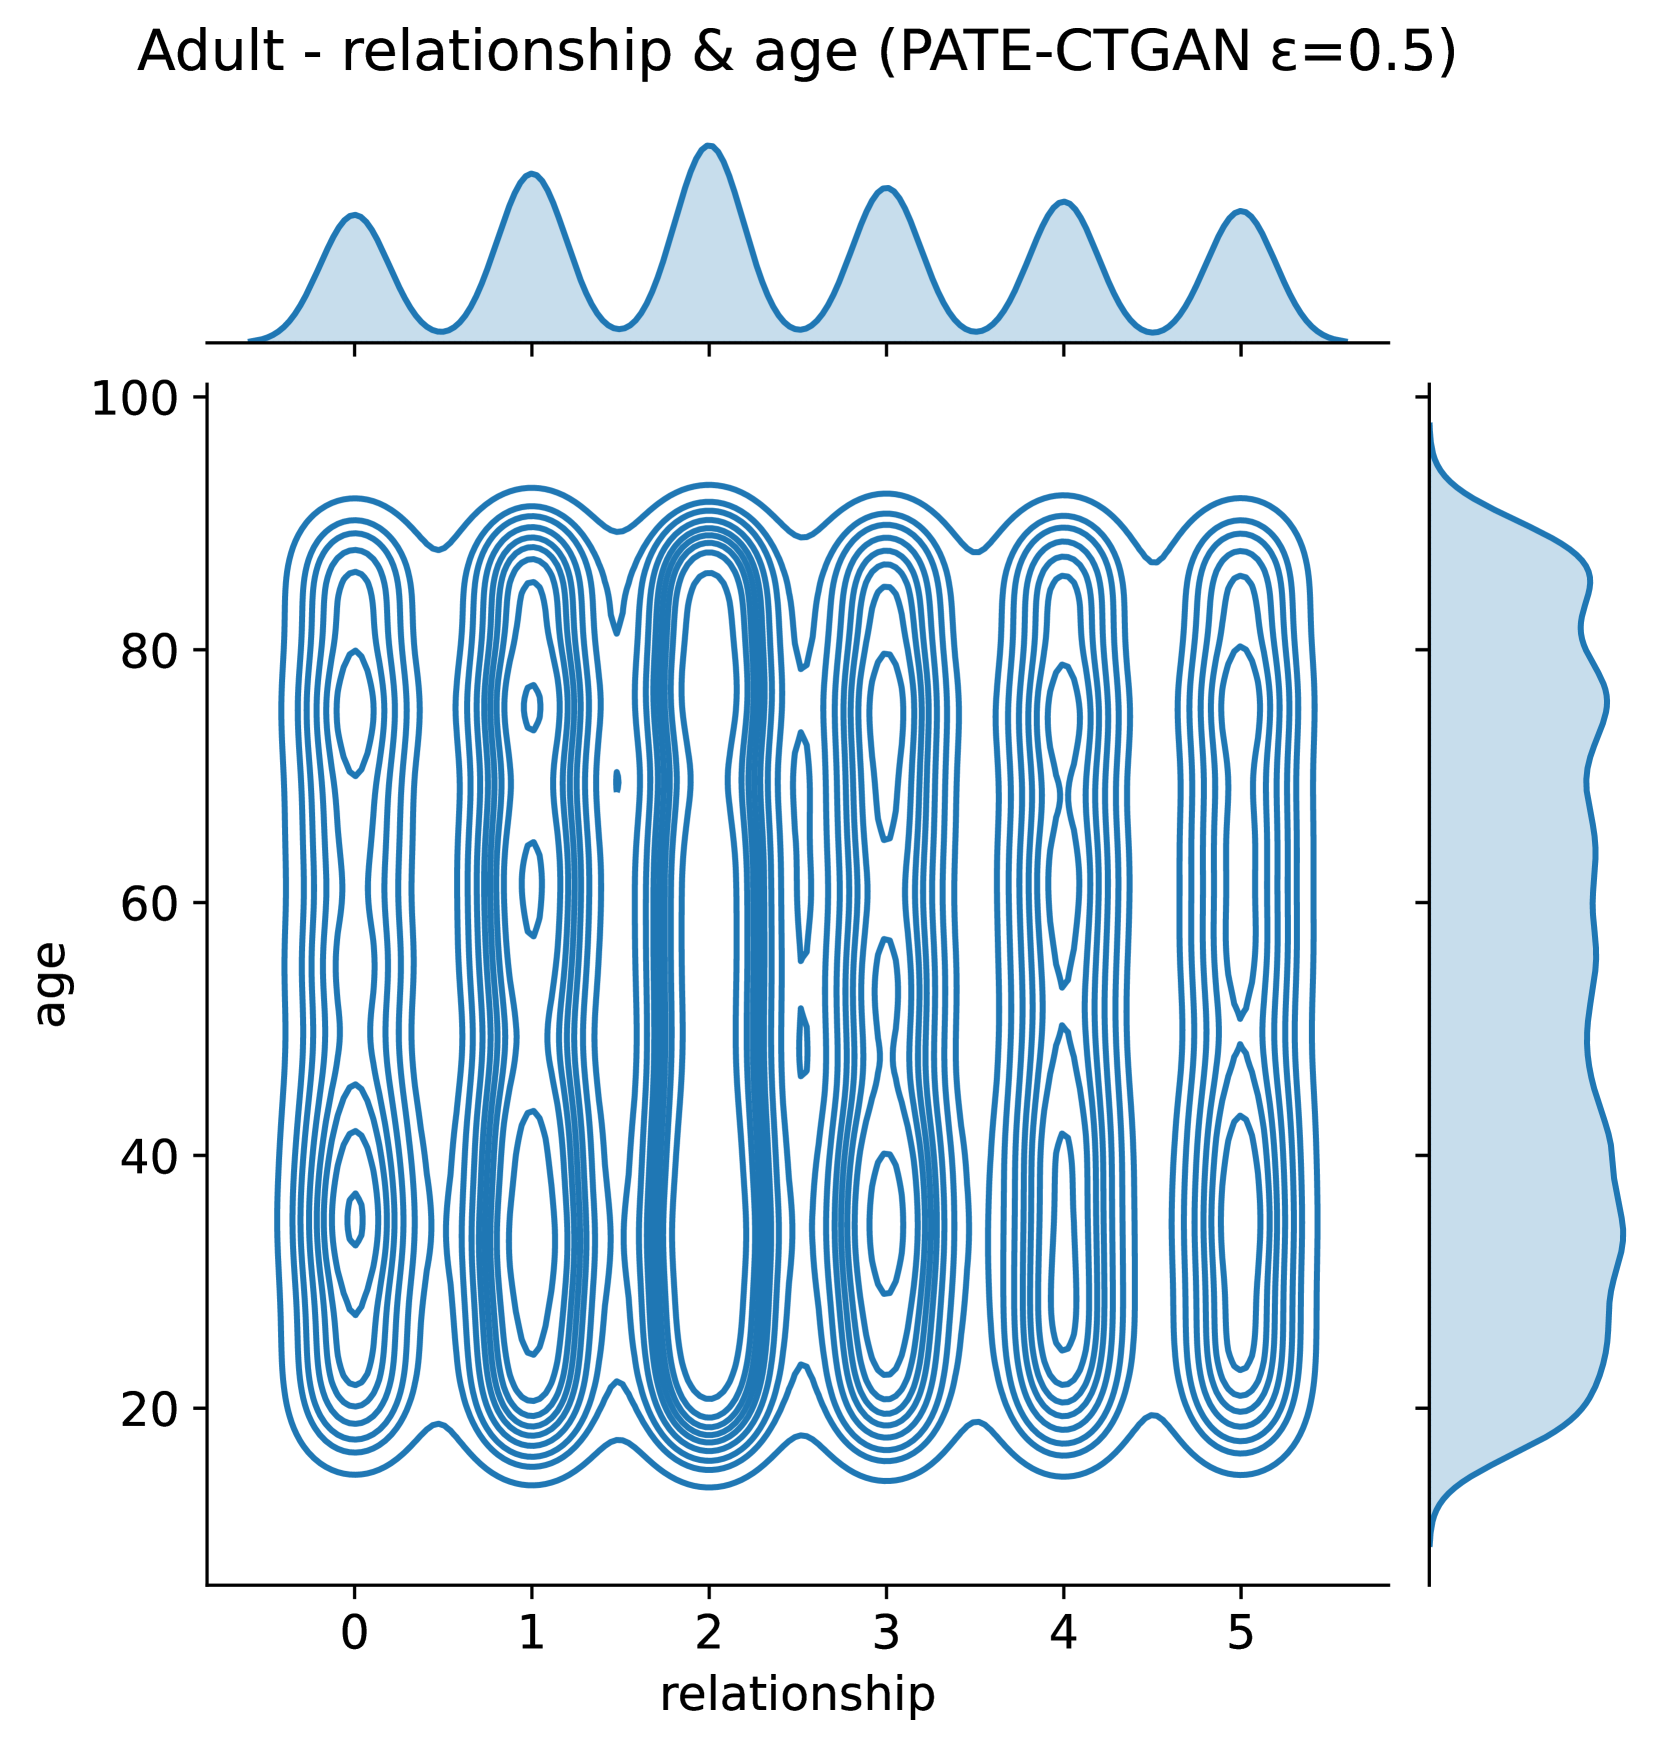 Adult - relationship & age (PATE-CTGAN ε=0.5)
100
80
60
40
20
age
0 1 2 3 4 5
relationship